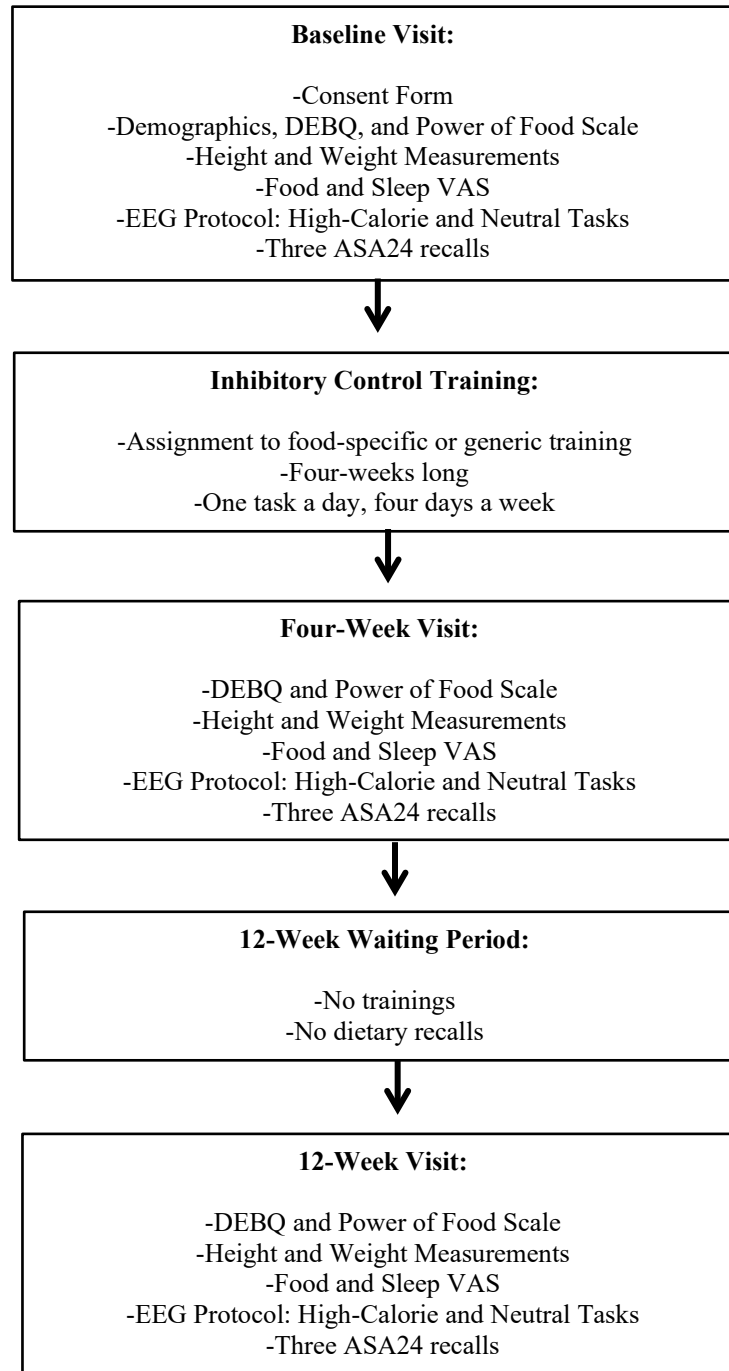 Baseline Visit:
-Consent Form
-Demographics, DEBQ, and Power of Food Scale
-Height and Weight Measurements
-Food and Sleep VAS
-EEG Protocol: High-Calorie and Neutral Tasks
-Three ASA24 recalls
Inhibitory Control Training:
-Assignment to food-specific or generic training
-Four-weeks long
-One task a day, four days a week
Four-Week Visit:
-DEBQ and Power of Food Scale
-Height and Weight Measurements
-Food and Sleep VAS
-EEG Protocol: High-Calorie and Neutral Tasks
-Three ASA24 recalls
12-Week Waiting Period:
-No trainings
-No dietary recalls
12-Week Visit:
-DEBQ and Power of Food Scale
-Height and Weight Measurements
-Food and Sleep VAS
-EEG Protocol: High-Calorie and Neutral Tasks
-Three ASA24 recalls